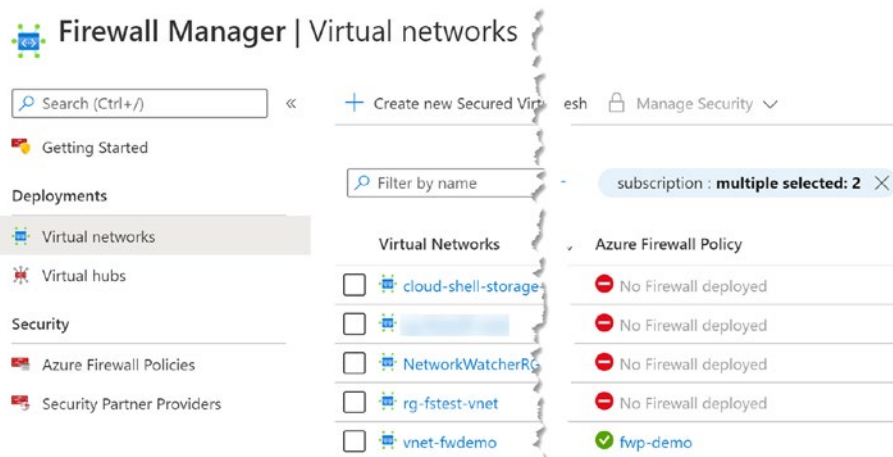 Firewall Manager | Virtual networks
Search (Ctrl+/)
«
Create new Secured Virtu esh Manage Security
Getting Started
Filter by name
subscription : multiple selected: 2
Deployments
Virtual networks
Virtual Networks Azure Firewall Policy
Virtual hubs
cloud-shell-storage- No Firewall deployed
Security
No Firewall deployed
Azure Firewall Policies
NetworkWatcherRG No Firewall deployed
Security Partner Providers
rg-fstest-vnet No Firewall deployed
vnet-fwdemo fwp-demo